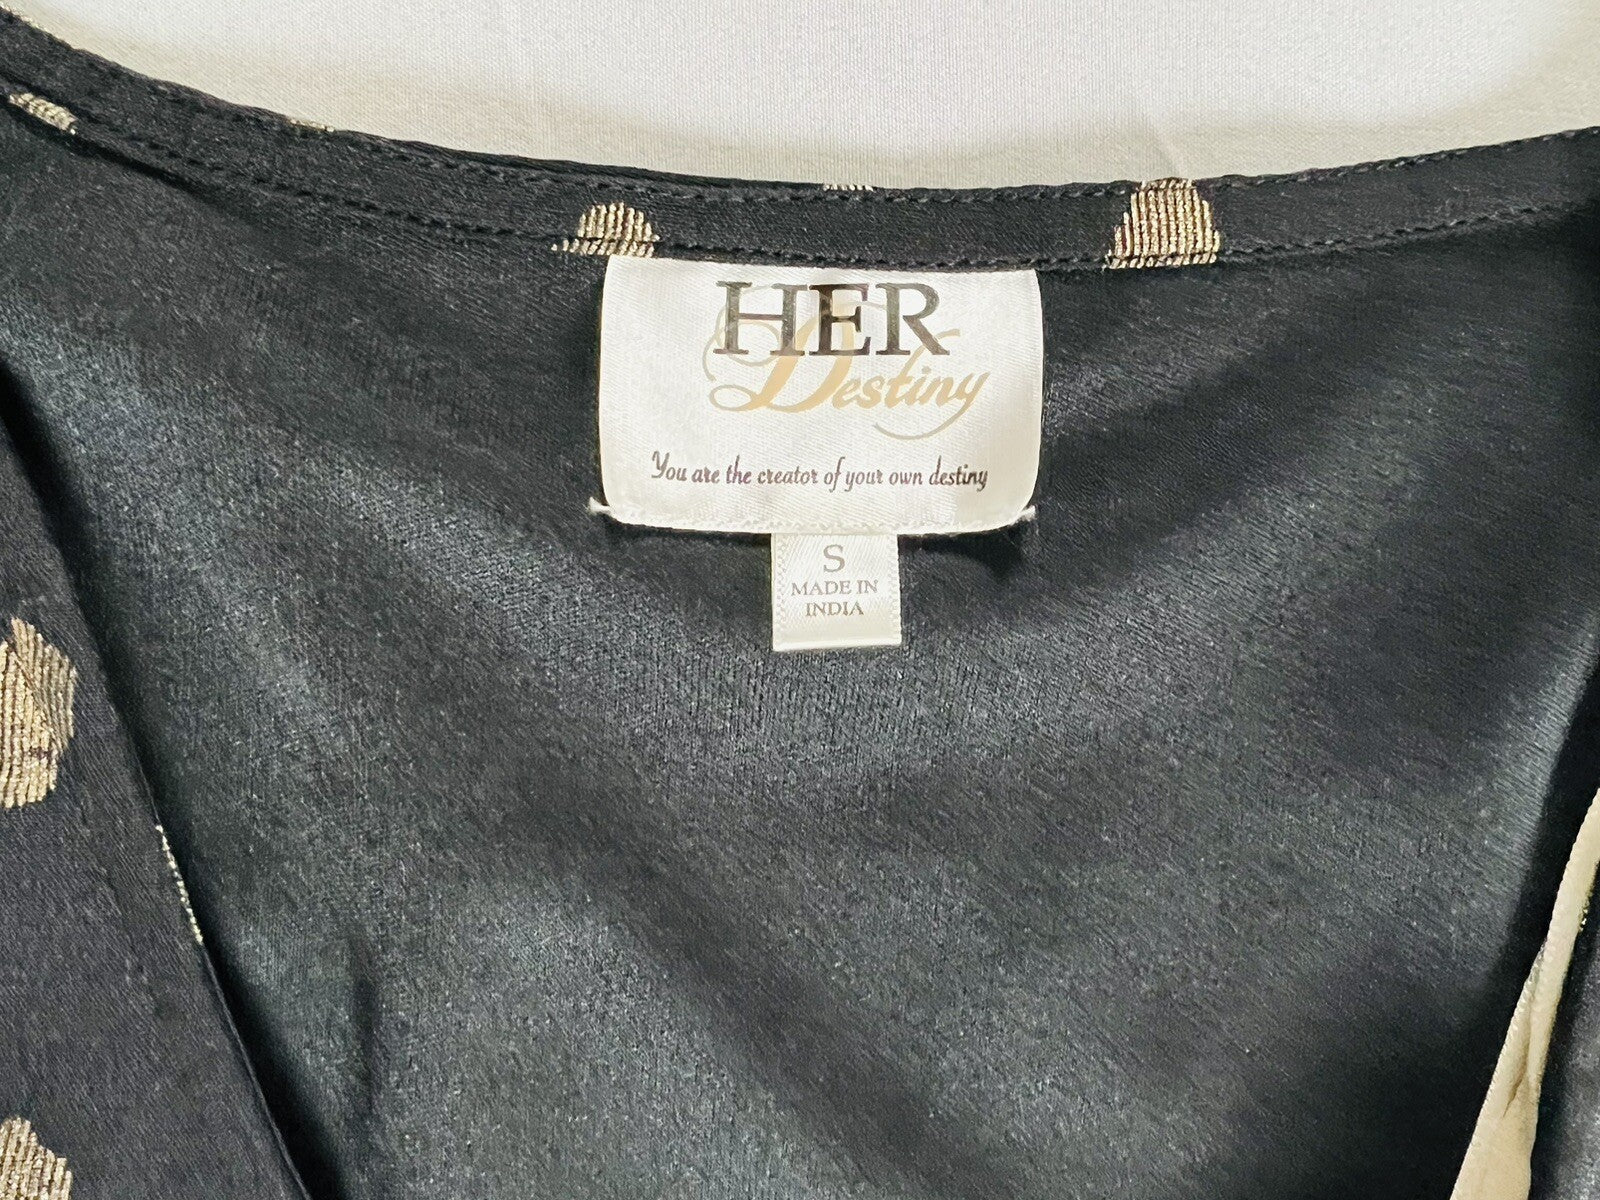 HER
Destiny
You are the creator of your own destiny
S
MADE IN
INDIA